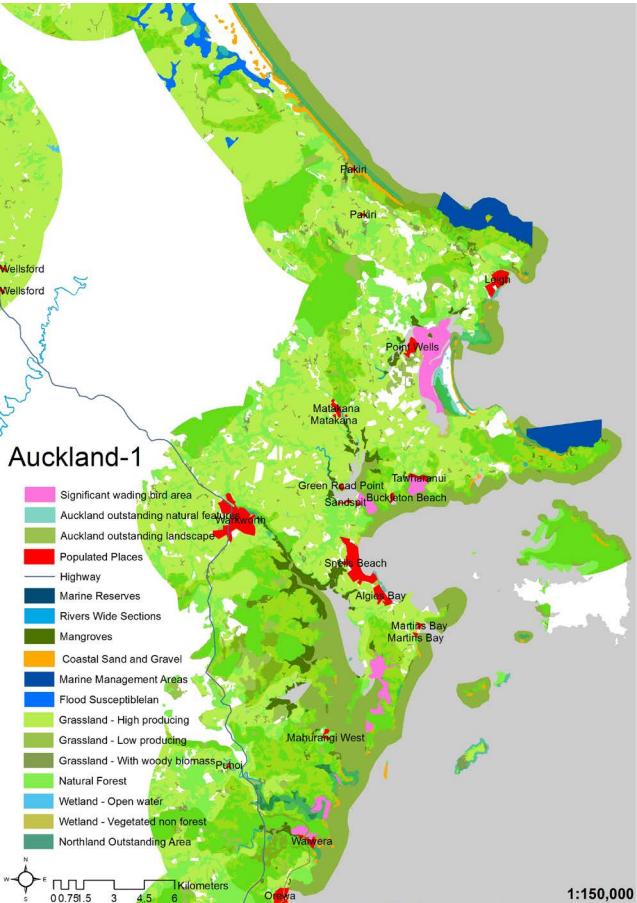 Pakiri
Pakiri
Wellsford
Leigh
Wellsford
Point Wells
Matakana
Matakana
Auckland-1
Tawharanui
Green Road Point
Buckleton Beach
Sandspit
Significant wading bird area
Auckland outstanding natural features
Warkworth
Auckland outstanding landscape
Populated Places
Snells Beach
Highway
Marine Reserves
Algies Bay
Rivers Wide Sections
Martins Bay
Mangroves
Martins Bay
Coastal Sand and Gravel
Marine Management Areas
Flood Susceptiblelan
Grassland - High producing
Grassland - Low producing
Mahurangi West
Grassland - With woody biomass
Puhoi
Natural Forest
Wetland - Open water
Wetland - Vegetated non forest
Northland Outstanding Area
Waiwera
N
W E
S
Kilometers
0 0.75 1.5 3 4.5 6
Orewa
1:150,000